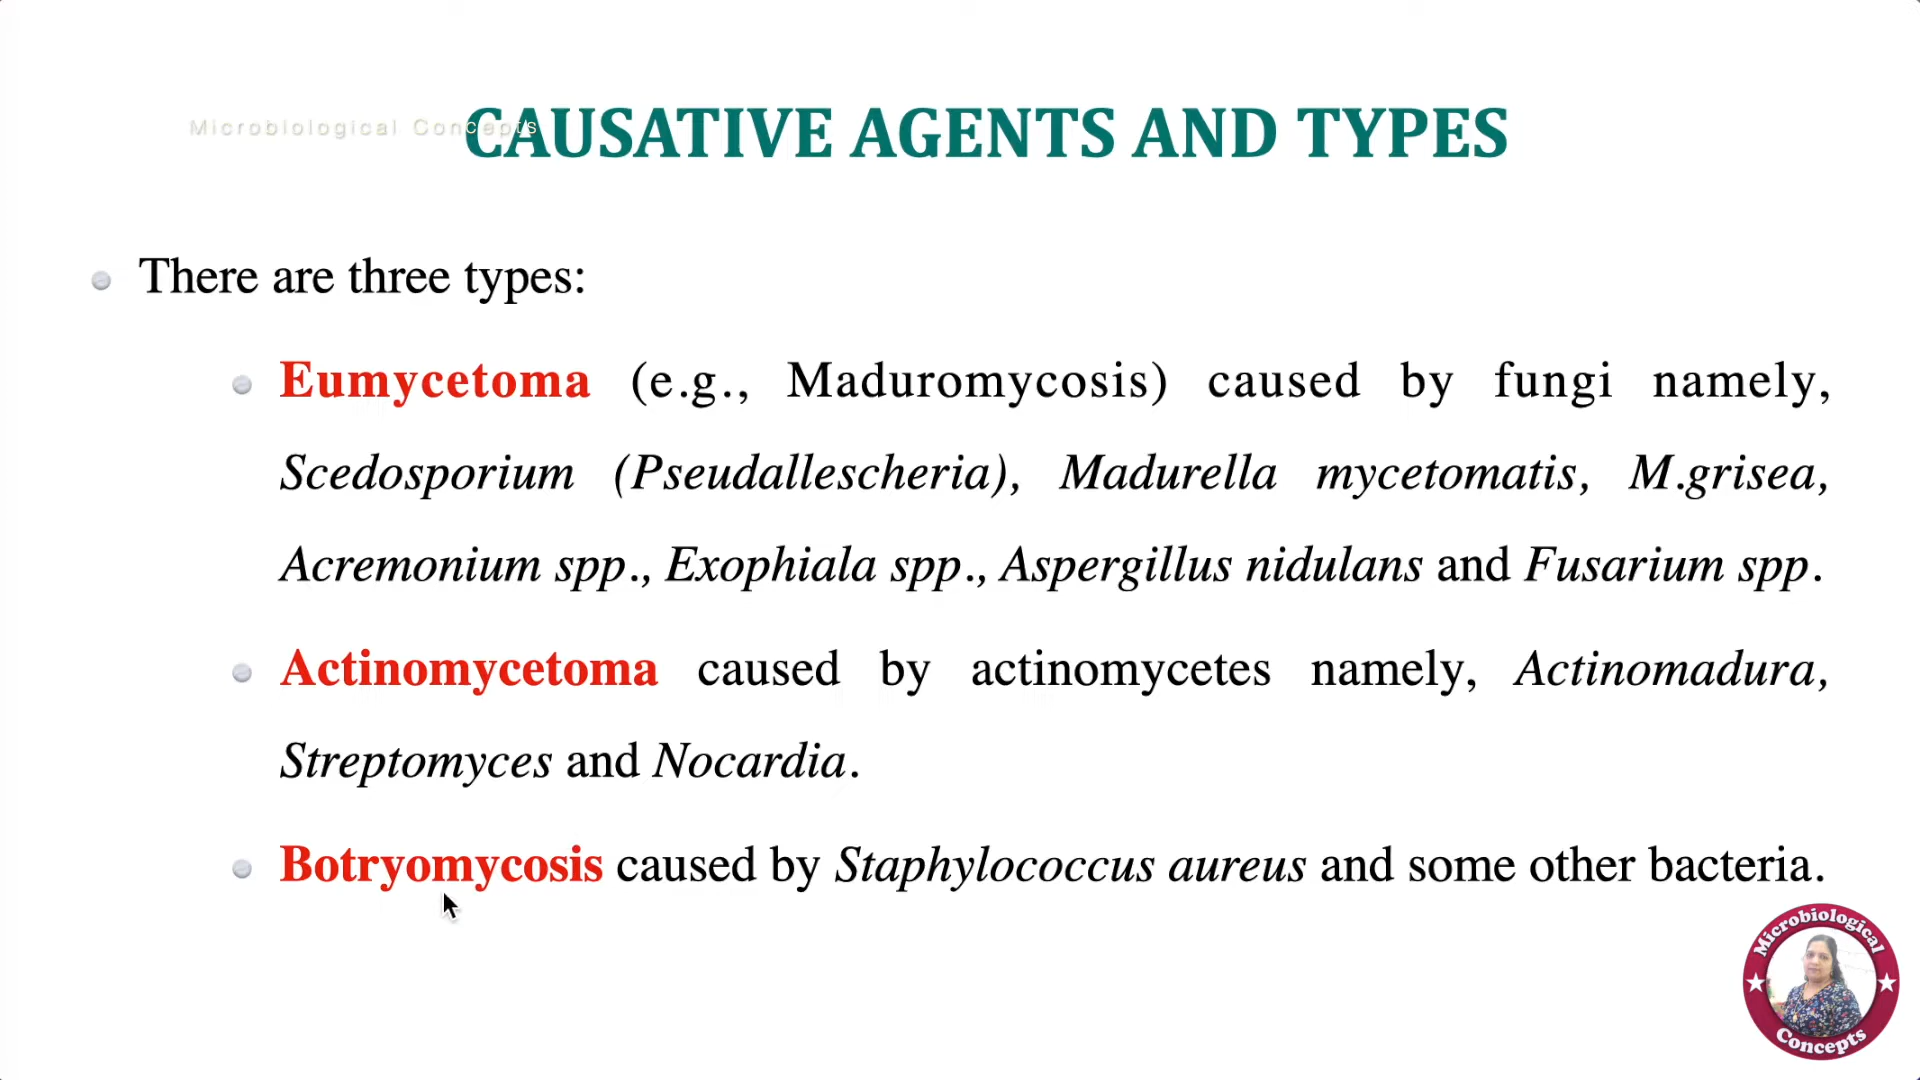 Microbiological Concepts
CAUSATIVE AGENTS AND TYPES
There are three types:
Eumycetoma (e.g., Maduromycosis) caused by fungi namely,
Scedosporium (Pseudallescheria), Madurella mycetomatis, M.grisea,
Acremonium spp., Exophiala spp., Aspergillus nidulans and Fusarium spp.
Actinomycetoma caused by actinomycetes namely, Actinomadura,
Streptomyces and Nocardia.
Botryomycosis caused by Staphylococcus aureus and some other bacteria.
Microbiological
Concepts